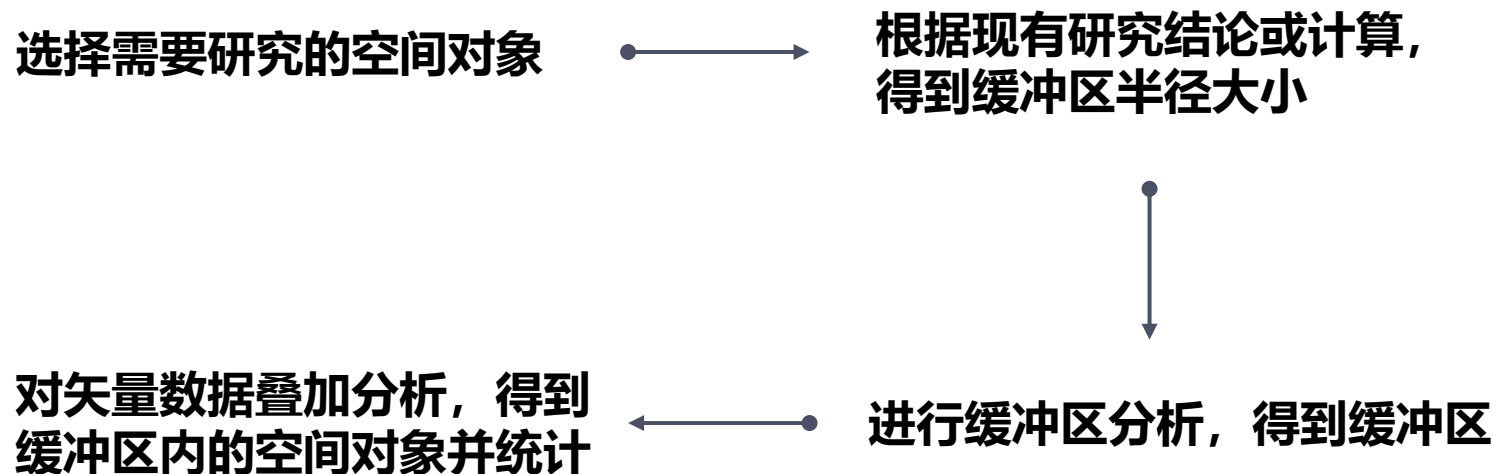 选择需要研究的空间对象
根据现有研究结论或计算，
得到缓冲区半径大小
进行缓冲区分析，得到缓冲区
对矢量数据叠加分析，得到
缓冲区内的空间对象并统计